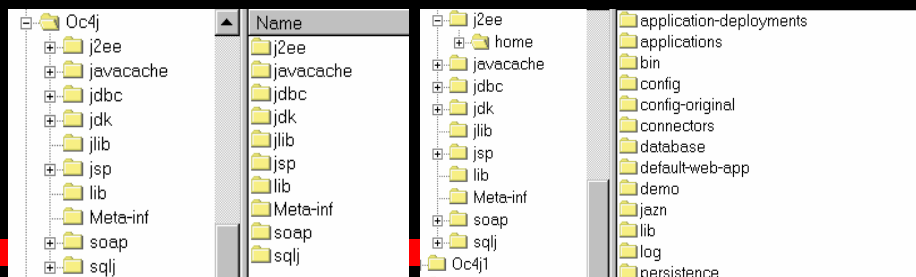 Oc4j
j2ee
javacache
jdbc
jdk
jlib
jsp
lib
Meta-inf
soap
sqlj
Name
j2ee
javacache
jdbc
jdk
jlib
jsp
lib
Meta-inf
soap
sqlj
j2ee
home
javacache
jdbc
jdk
jlib
jsp
lib
Meta-inf
soap
sqlj
Oc4j1
application-deployments
applications
bin
config
config-original
connectors
database
default-web-app
demo
jazn
lib
log
persistence